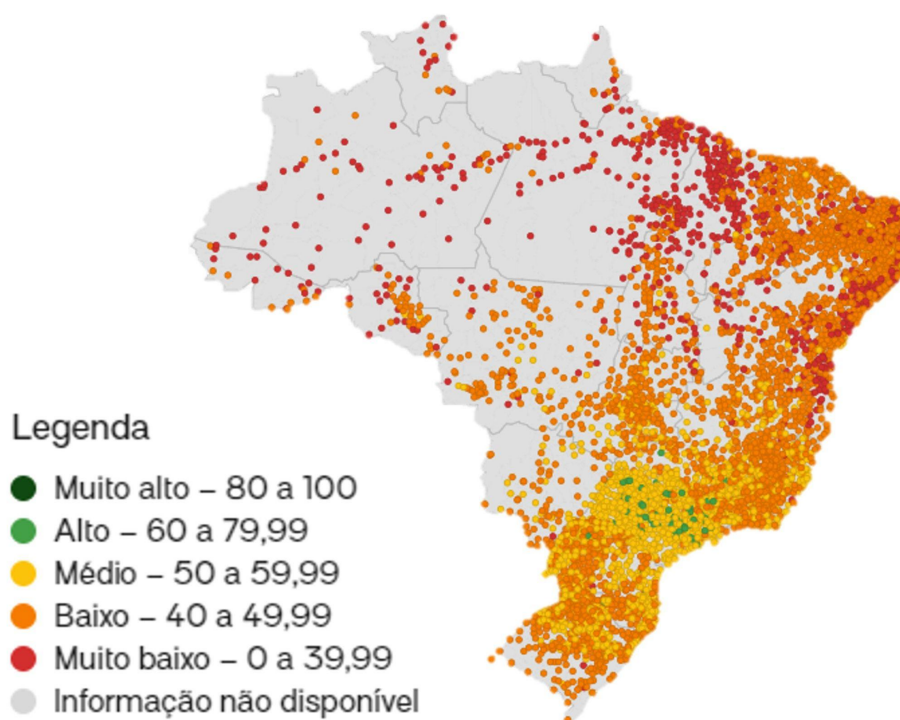 Legenda
Muito alto – 80 a 100
Alto – 60 a 79,99
Médio – 50 a 59,99
Baixo – 40 a 49,99
Muito baixo – 0 a 39,99
Informação não disponível